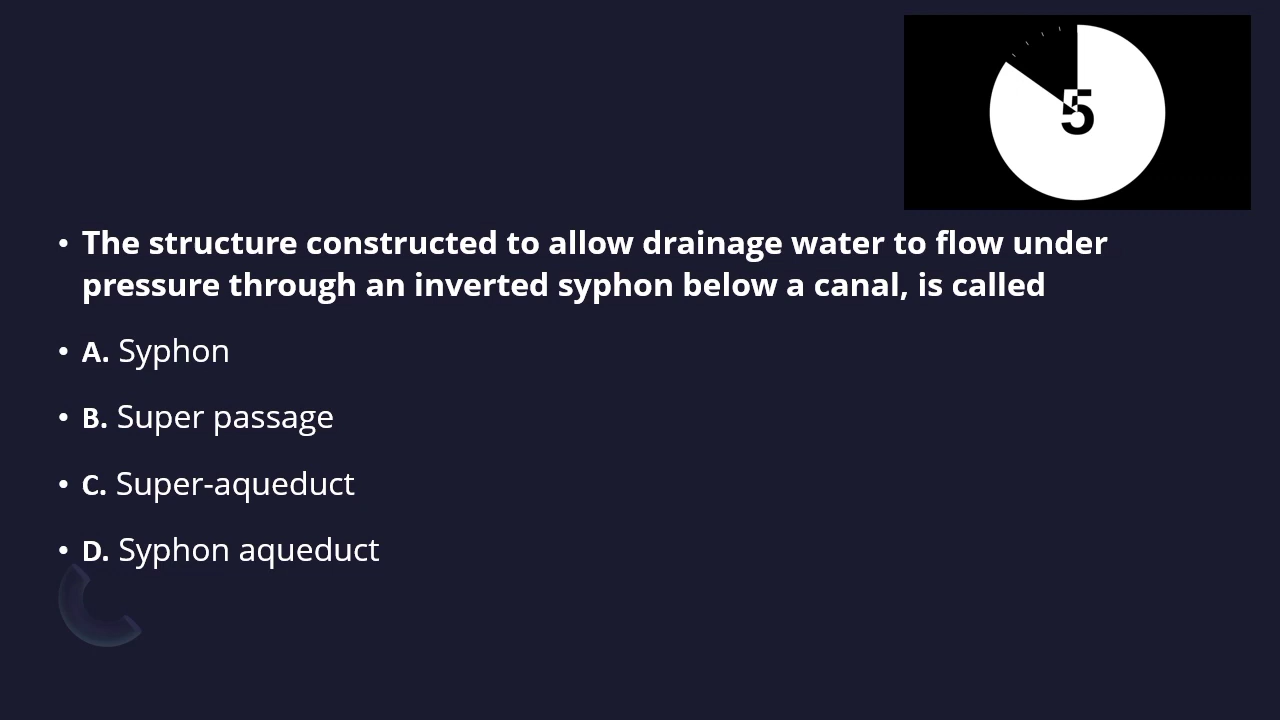 5
• The structure constructed to allow drainage water to flow under
pressure through an inverted syphon below a canal, is called
• A. Syphon
• B. Super passage
• C. Super-aqueduct
• D. Syphon aqueduct